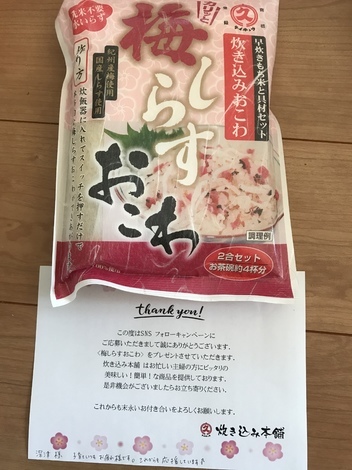 洗米不要
水いらず
梅しらす
おこわ
炊き込みおこわ
早炊きもち米と具材セット
紀州産梅使用
国産しらす使用
作り方
炊飯器に入れてスイッチを押すだけで
調理例
2合セット
お茶碗約4杯分
thank you!
この度はSNS フォローキャンペーンに
ご応募いただきまして誠にありがとうございます。
〈梅しらすおこわ〉をプレゼントさせていただきます。
炊き込み本舗 はお忙しい主婦の方にピッタリの
美味しい！簡単！な商品を提供しております。
是非機会がございましたらお立ち寄りください。
これからも末永いお付き合いをよろしくお願いします。
炊き込み本舗